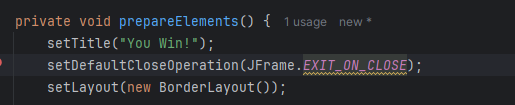 private void prepareElements() {  1 usage  new *
    setTitle("You Win!");
    setDefaultCloseOperation(JFrame.EXIT_ON_CLOSE);
    setLayout(new BorderLayout());